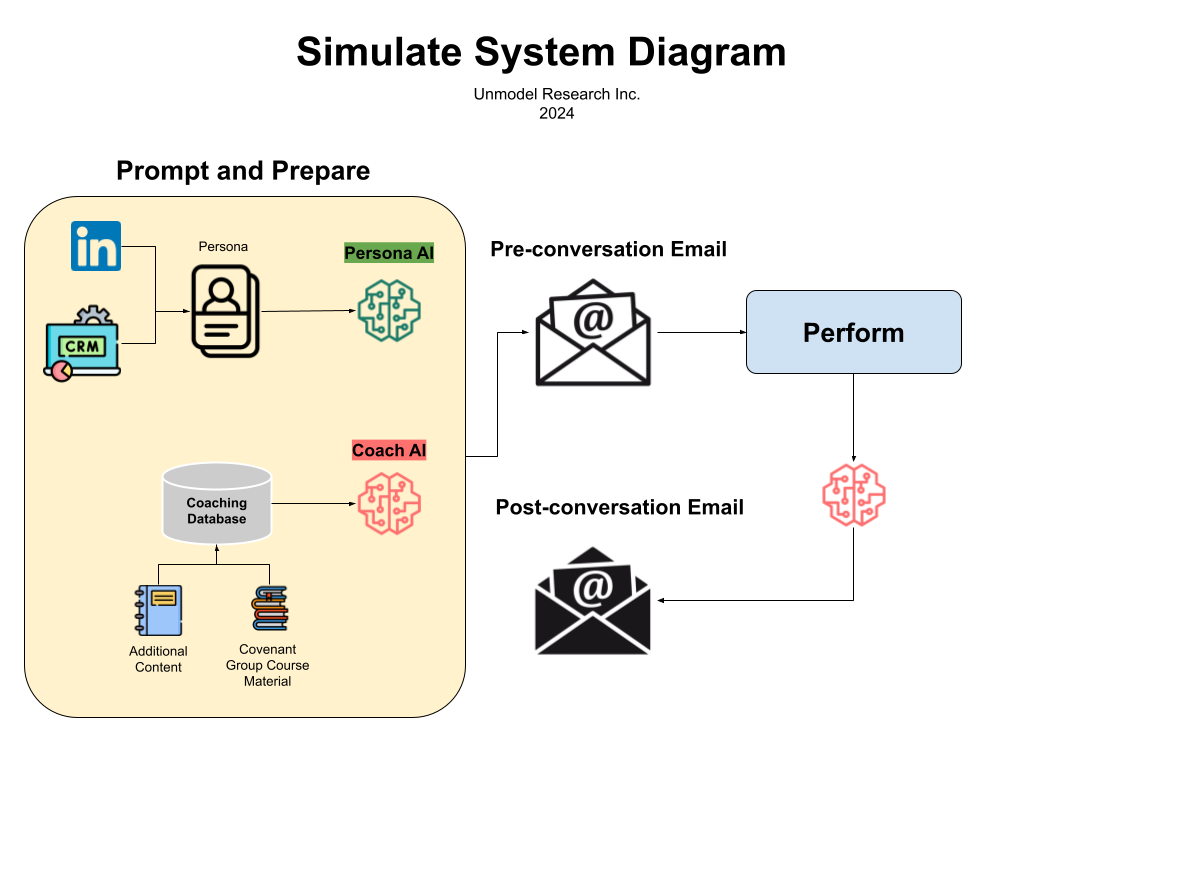 Simulate System Diagram
Unmodel Research Inc.
2024
Prompt and Prepare
in
CRM
Persona
Persona AI
Coach AI
Coaching
Database
Additional
Content
Covenant
Group Course
Material
Pre-conversation Email
@
Perform
Post-conversation Email
@